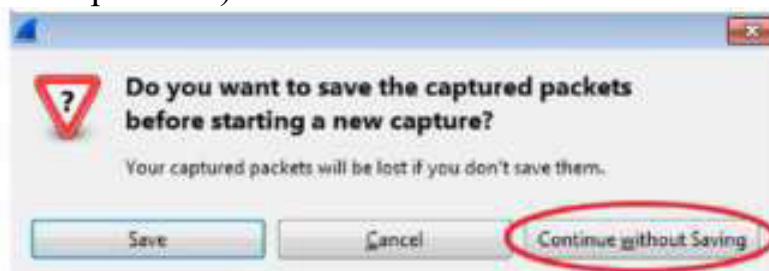 ?
Do you want to save the captured packets
before starting a new capture?
Your captured packets will be lost if you don't save them.
Save
Cancel
Continue without Saving